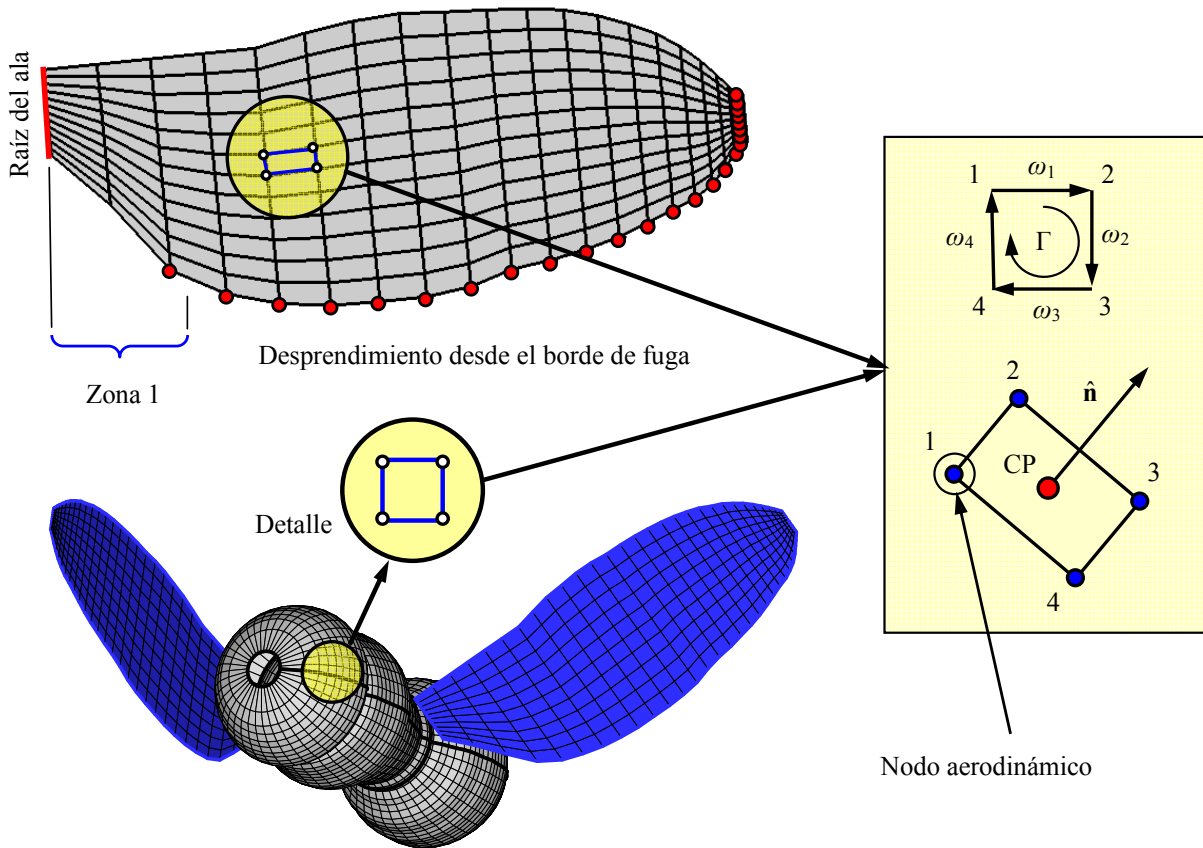 Raíz del ala
Zona 1
Desprendimiento desde el borde de fuga
Detalle
1 ω1 2
ω4 Γ ω2
4 ω3 3
2
n̂
1
CP
3
4
Nodo aerodinámico